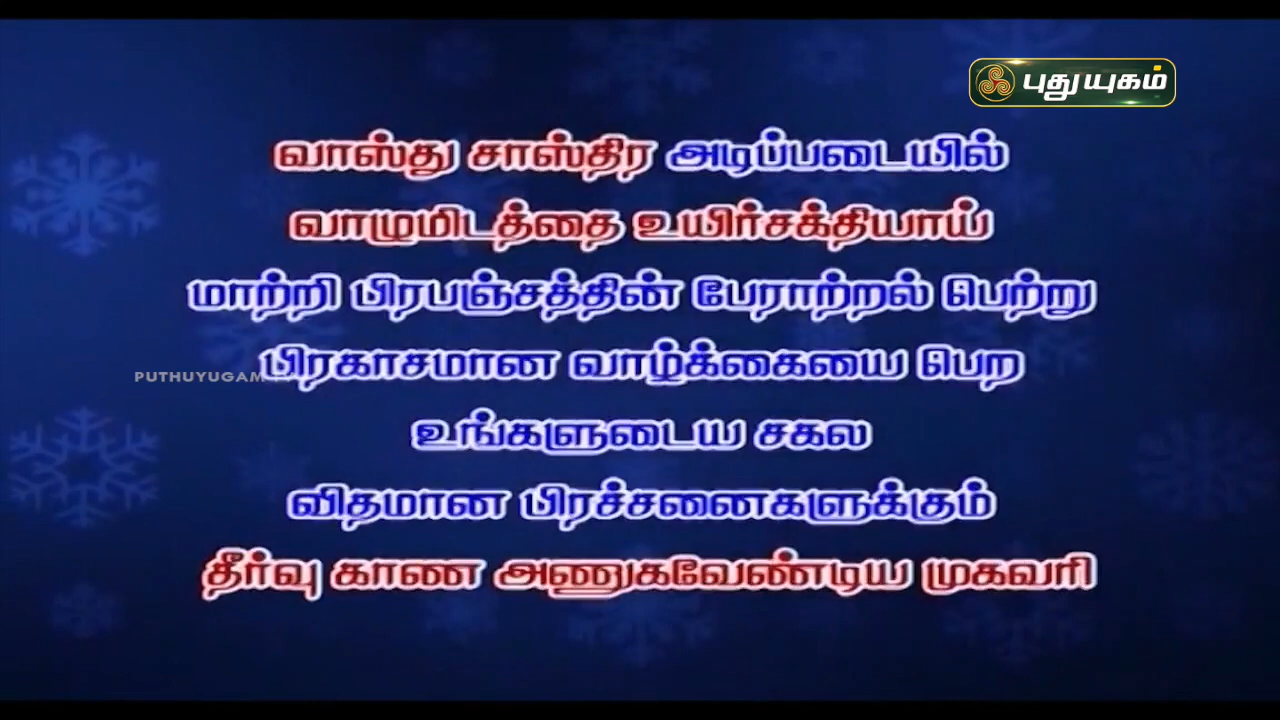 புதுயுகம்
வாஸ்து சாஸ்திர அடிப்படையில்
வாழுமிடத்தை உயிர்சக்தியாய்
மாற்றி பிரபஞ்சத்தின் பேராற்றல் பெற்று
பிரகாசமான வாழ்க்கையை பெற
PUTHUYUGAM
உங்களுடைய சகல
விதமான பிரச்சனைகளுக்கும்
தீர்வு காண அணுகவேண்டிய முகவரி